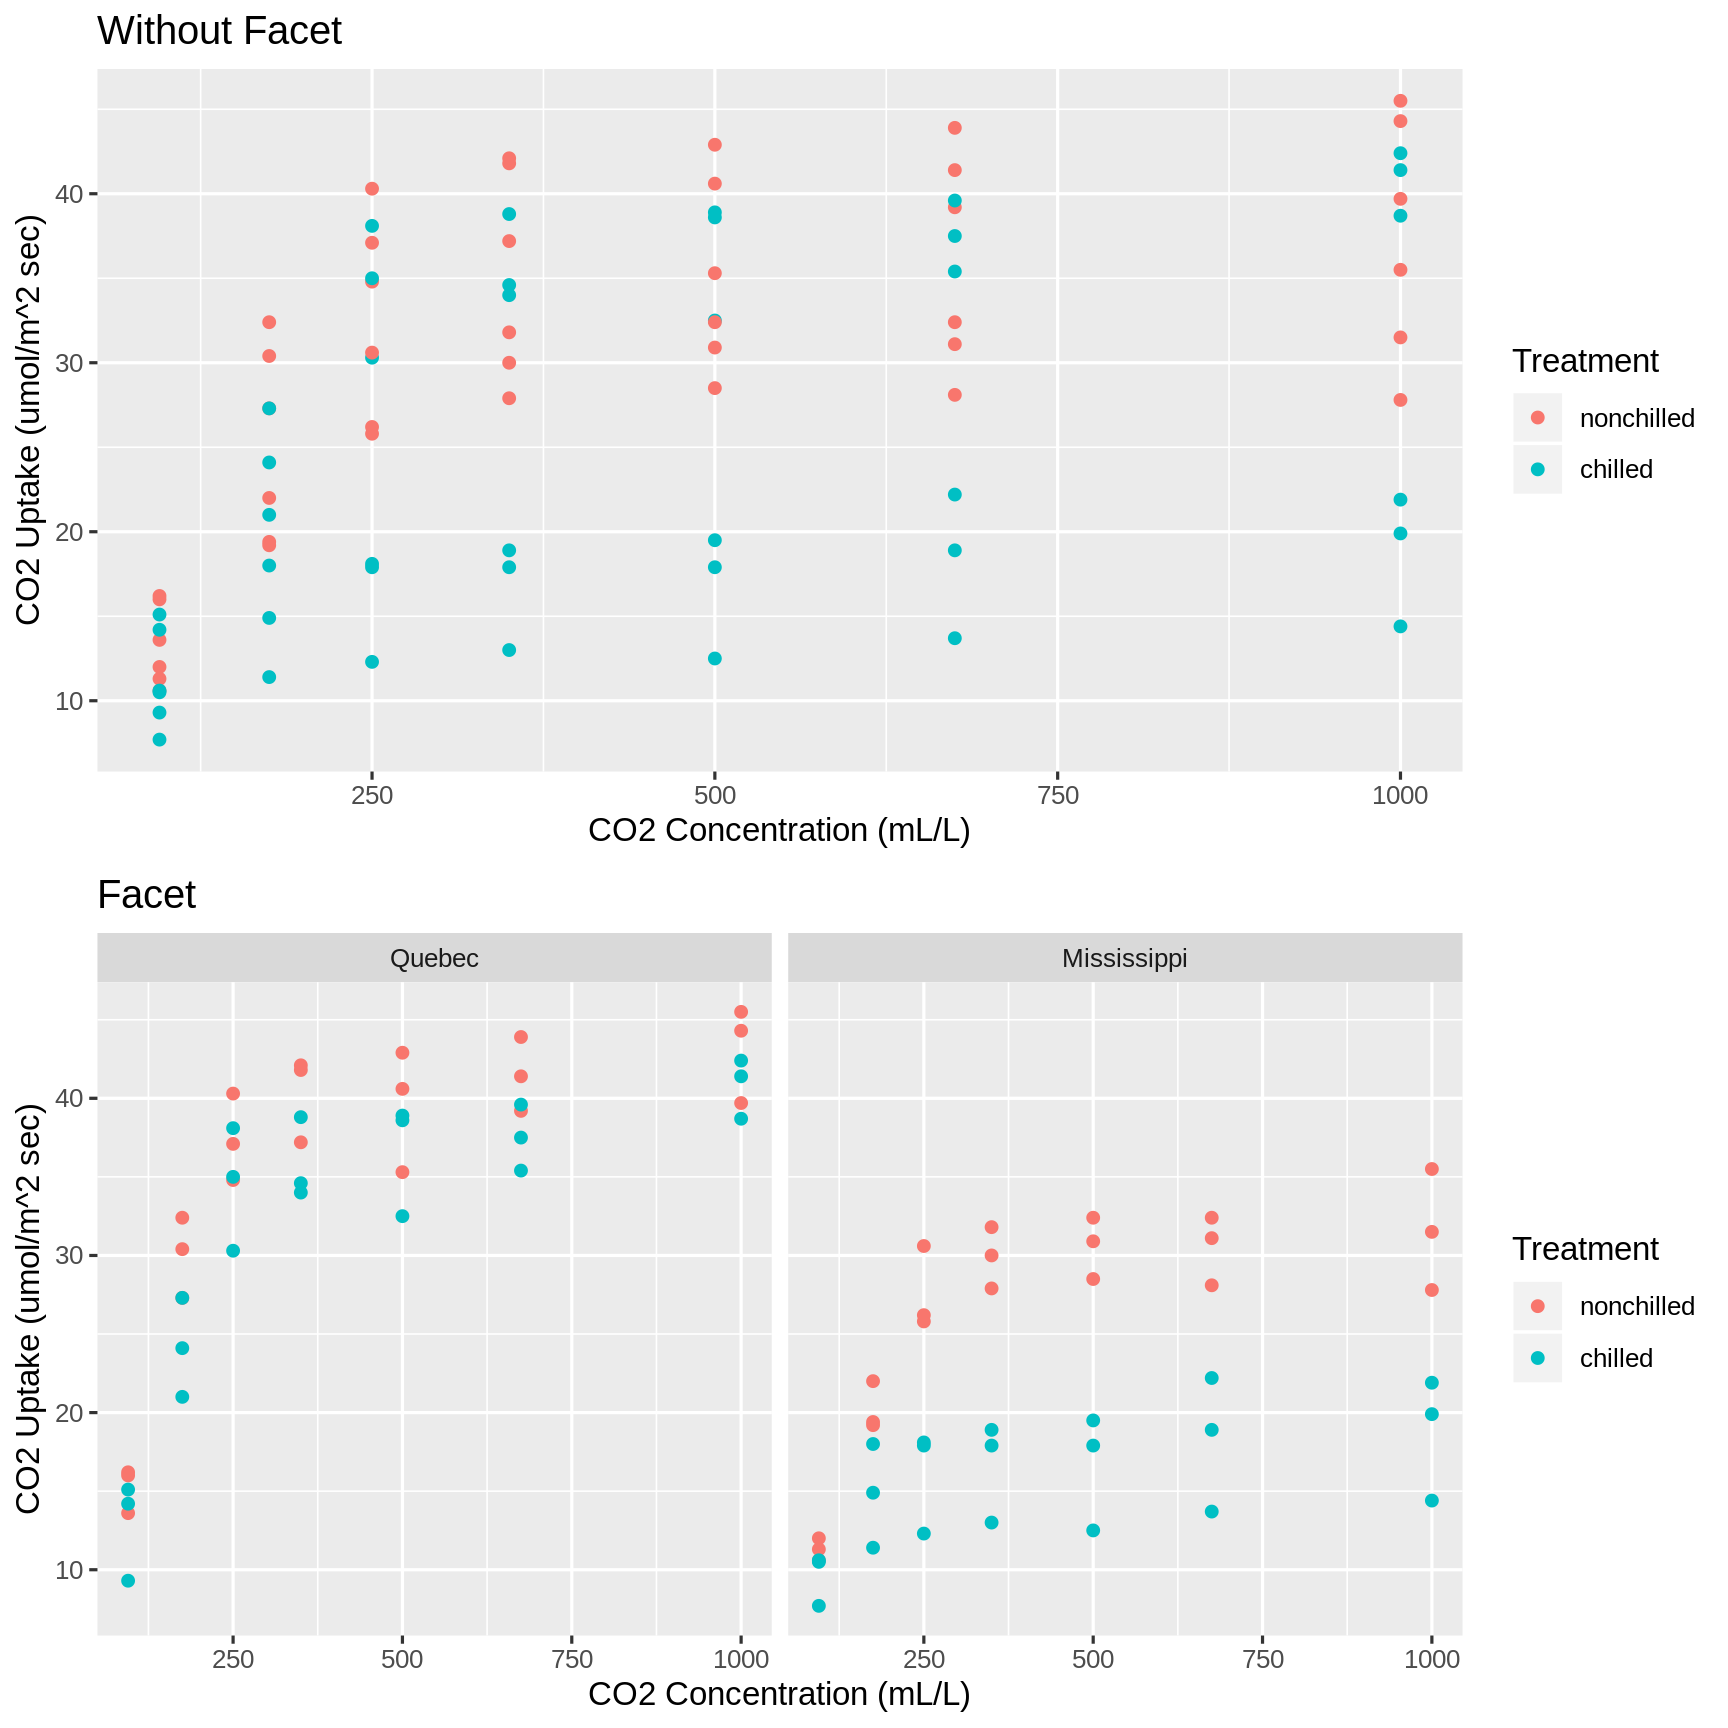 Without Facet
CO2 Uptake (umol/m^2 sec)
40
30
20
10
250 500 750 1000
CO2 Concentration (mL/L)
Treatment
nonchilled
chilled
Facet
Quebec Mississippi
CO2 Uptake (umol/m^2 sec)
40
30
20
10
250 500 750 1000 250 500 750 1000
CO2 Concentration (mL/L)
Treatment
nonchilled
chilled